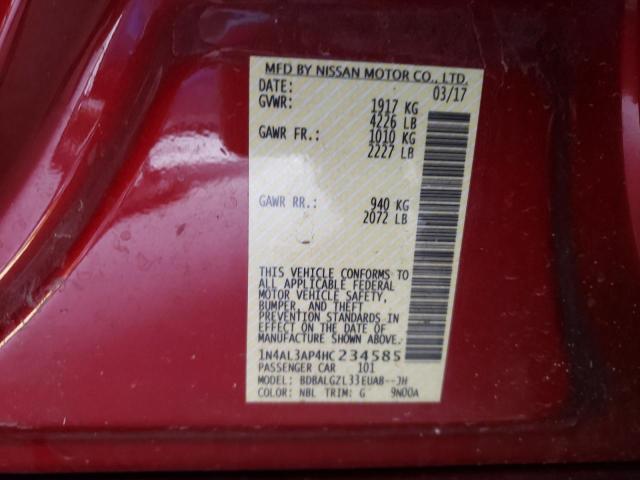 MFD BY NISSAN MOTOR CO., LTD.
DATE: 03/17
GVWR: 1917 KG
4226 LB
GAWR FR.: 1010 KG
2227 LB
GAWR RR.: 940 KG
2072 LB
THIS VEHICLE CONFORMS TO
ALL APPLICABLE FEDERAL
MOTOR VEHICLE SAFETY,
BUMPER, AND THEFT
PREVENTION STANDARDS IN
EFFECT ON THE DATE OF
MANUFACTURE SHOWN ABOVE.
1N4AL3AP4HC234585
PASSENGER CAR 101
MODEL: BDBALGZL33EUAB--JH
COLOR: NBL TRIM: G 9N00A